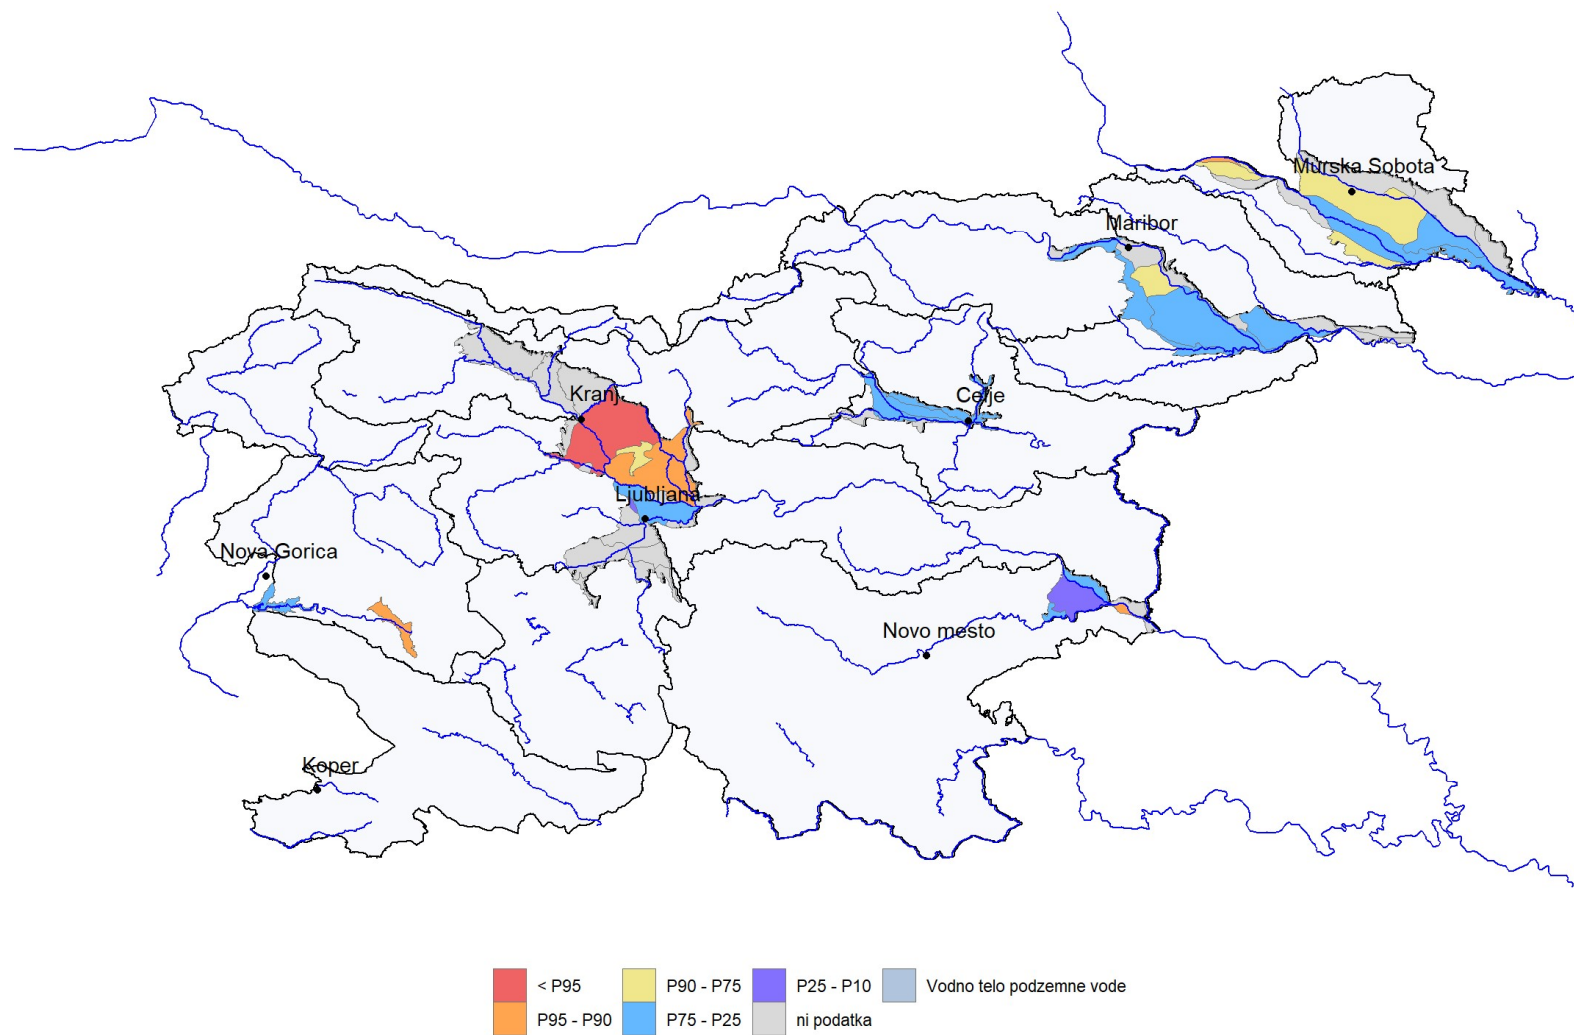 Murska Sobota
Maribor
Kranj
Celje
Ljubljana
Nova Gorica
Novo mesto
Koper
< P95
P90 - P75
P25 - P10
Vodno telo podzemne vode
P95 - P90
P75 - P25
ni podatka